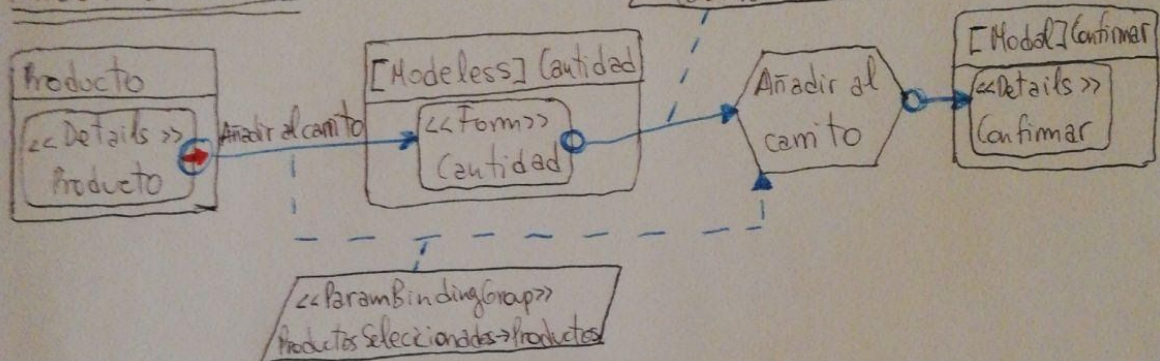 Producto
<<Details>>
Producto
Añadir al carrito
[Modeless] Cantidad
<<Form>>
Cantidad
Añadir al
carrito
[Modal] Confirmar
<<Details>>
Confirmar
<<ParamBindingGroup>>
ProductosSeleccionados→Productos